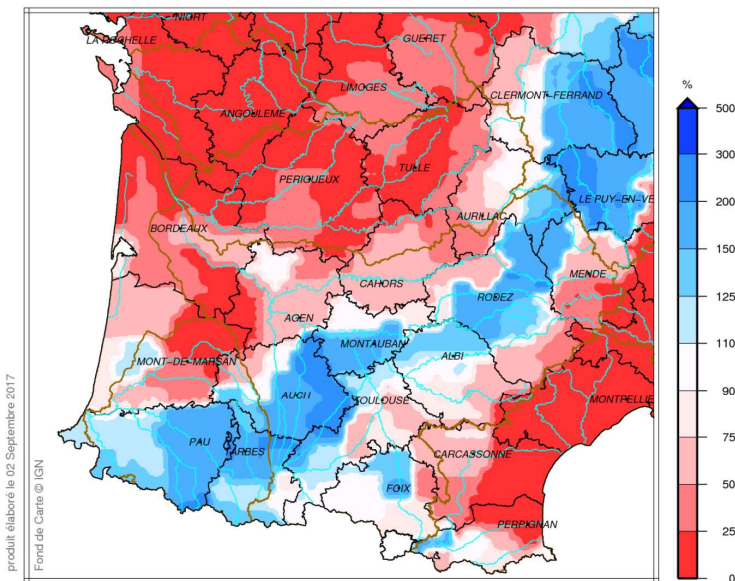 NIORT
LA ROCHELLE
GUERET
%
LIMOGES
CLERMONT-FERRAND
500
ANGOULEME
300
TULLE
PERIGUEUX
LE PUY-EN-VE
200
AURILLAC
BORDEAUX
150
MENDE
CAHORS
RODEZ
110
AGEN
MONTAUBAN
ALBI
MONT-DE-MARSAN
90
AUCH
TOULOUSE
MONTPELLIE
75
PAU
ARBES
CARCASSONNE
50
FOIX
PERPIGNAN
25
0
produit élaboré le 02 Septembre 2017
Fond de Carte © IGN